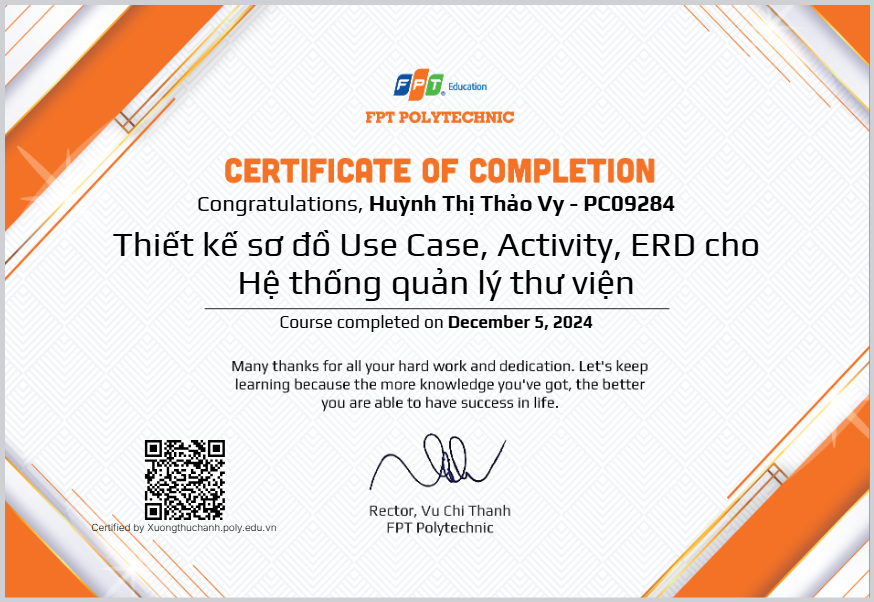 FPT Education
FPT POLYTECHNIC
CERTIFICATE OF COMPLETION
Congratulations, Huỳnh Thị Thảo Vy - PC09284
Thiết kế sơ đồ Use Case, Activity, ERD cho
Hệ thống quản lý thư viện
Course completed on December 5, 2024
Many thanks for all your hard work and dedication. Let's keep
learning because the more knowledge you've got, the better
you are able to have success in life.
Certified by Xuongthuchanh.poly.edu.vn
Rector, Vu Chi Thanh
FPT Polytechnic